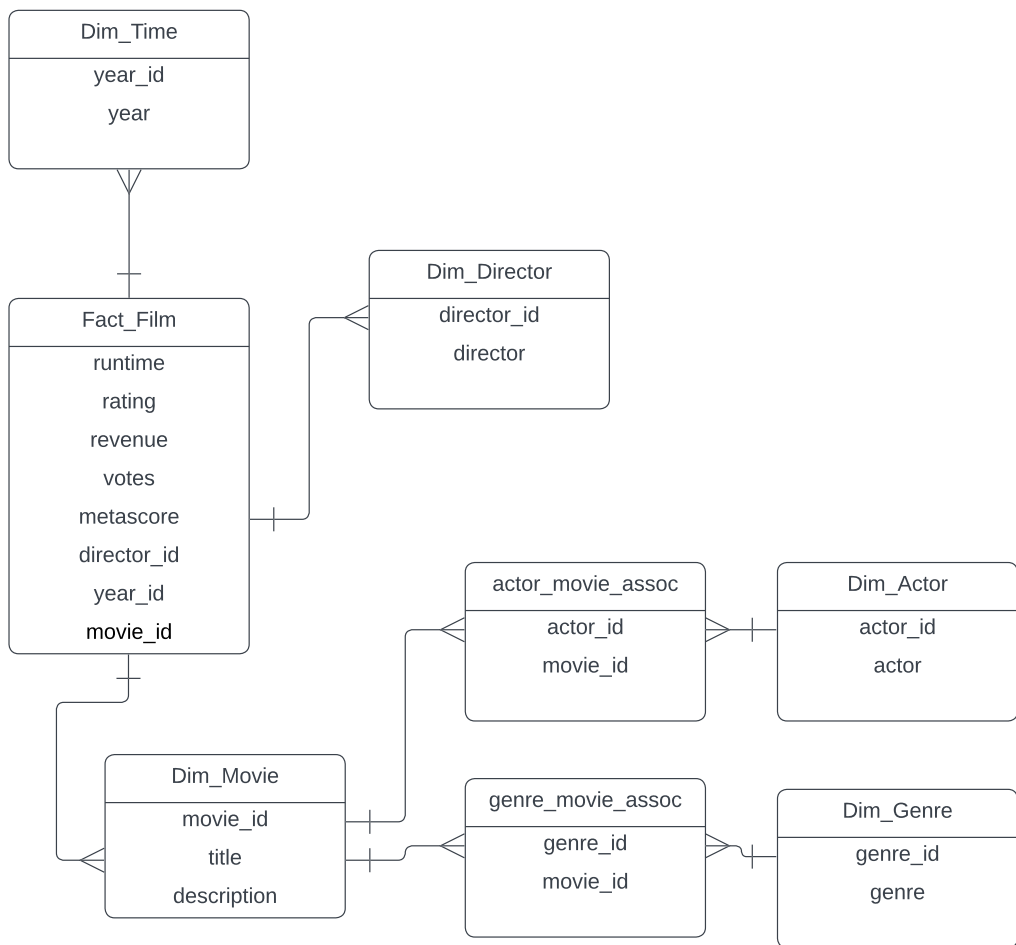 Dim_Time
year_id
year
Dim_Director
director_id
director
Fact_Film
runtime
rating
revenue
votes
metascore
director_id
year_id
movie_id
actor_movie_assoc
actor_id
movie_id
Dim_Actor
actor_id
actor
Dim_Movie
movie_id
title
description
genre_movie_assoc
genre_id
movie_id
Dim_Genre
genre_id
genre